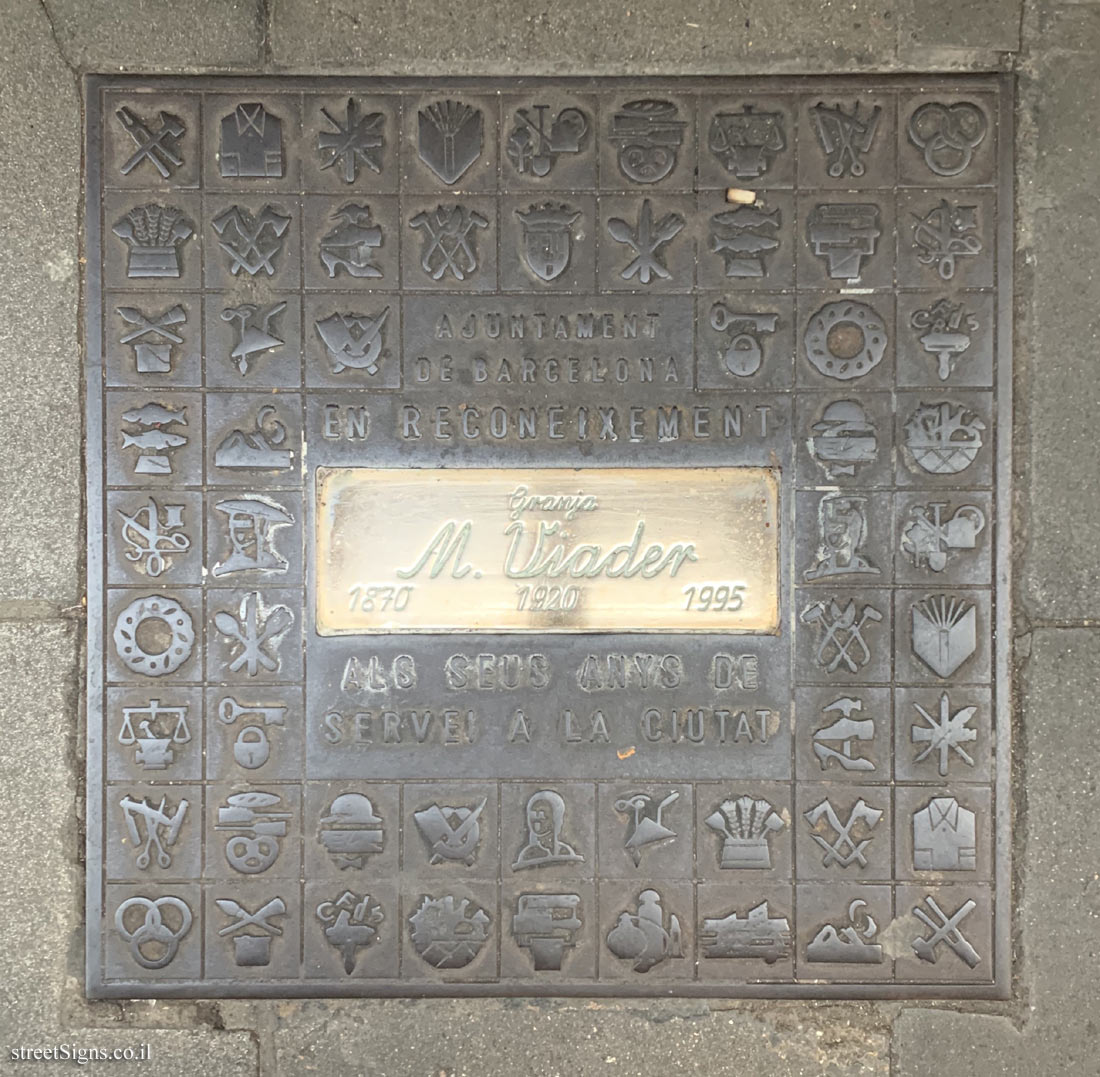 AJUNTAMENT
DE BARCELONA
EN RECONEIXEMENT
Granja
M. Viader
1870 1920 1995
ALS SEUS ANYS DE
SERVEI A LA CIUTAT
streetSigns.co.il